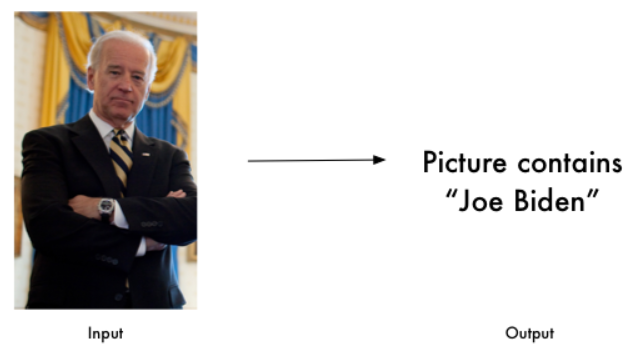 Picture contains
“Joe Biden”
Input
Output